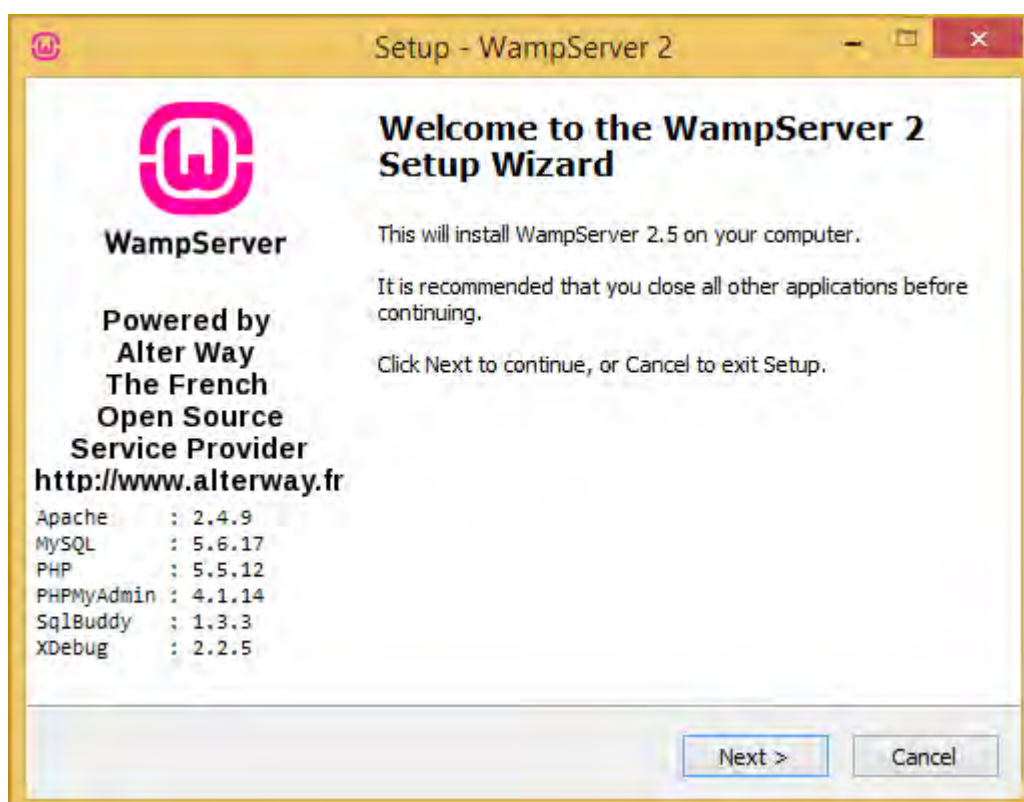 Setup - WampServer 2
WampServer
Powered by
Alter Way
The French
Open Source
Service Provider
http://www.alterway.fr
Apache : 2.4.9
MySQL : 5.6.17
PHP : 5.5.12
PHPMyAdmin : 4.1.14
SqlBuddy : 1.3.3
XDebug : 2.2.5
Welcome to the WampServer 2
Setup Wizard
This will install WampServer 2.5 on your computer.
It is recommended that you close all other applications before
continuing.
Click Next to continue, or Cancel to exit Setup.
Next >
Cancel